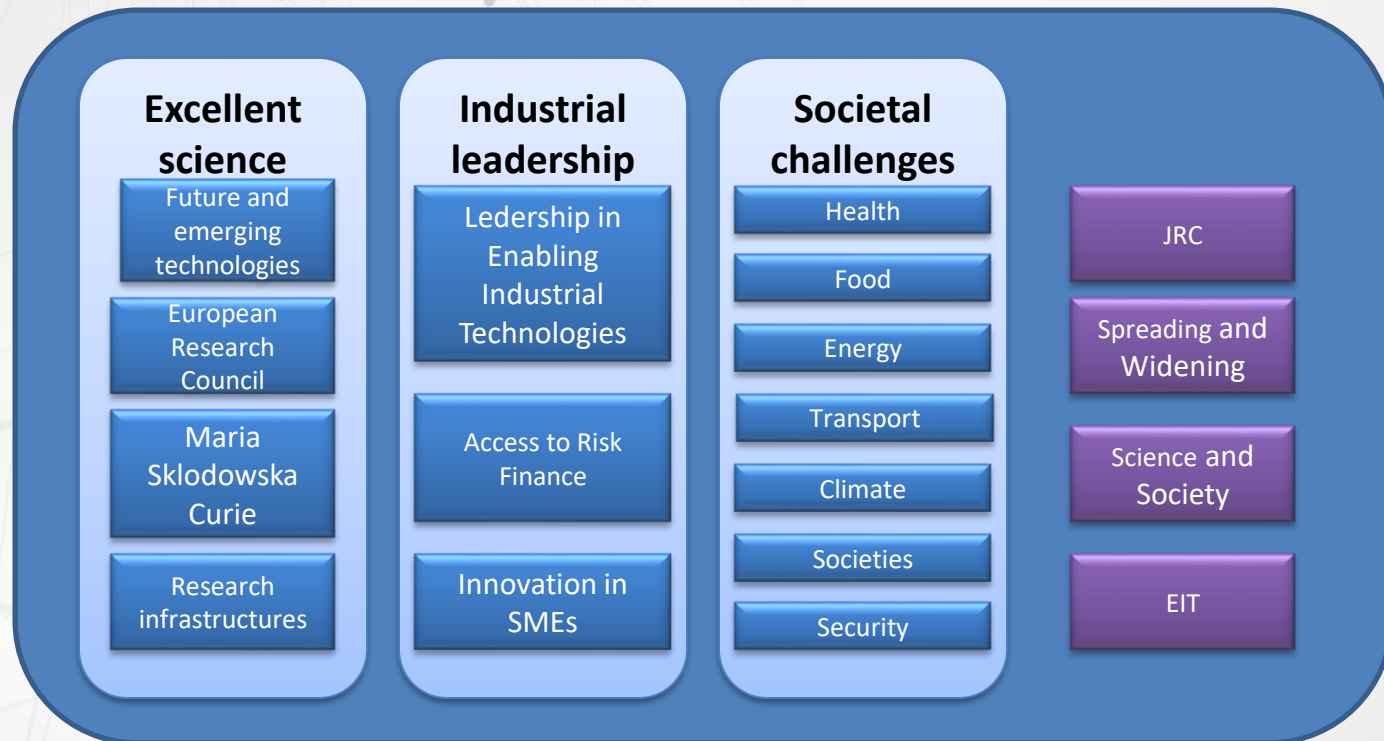 Excellent
science
Future and
emerging
technologies
European
Research
Council
Maria
Sklodowska
Curie
Research
infrastructures
Industrial
leadership
Ledership in
Enabling
Industrial
Technologies
Access to Risk
Finance
Innovation in
SMEs
Societal
challenges
Health
Food
Energy
Transport
Climate
Societies
Security
JRC
Spreading and
Widening
Science and
Society
EIT